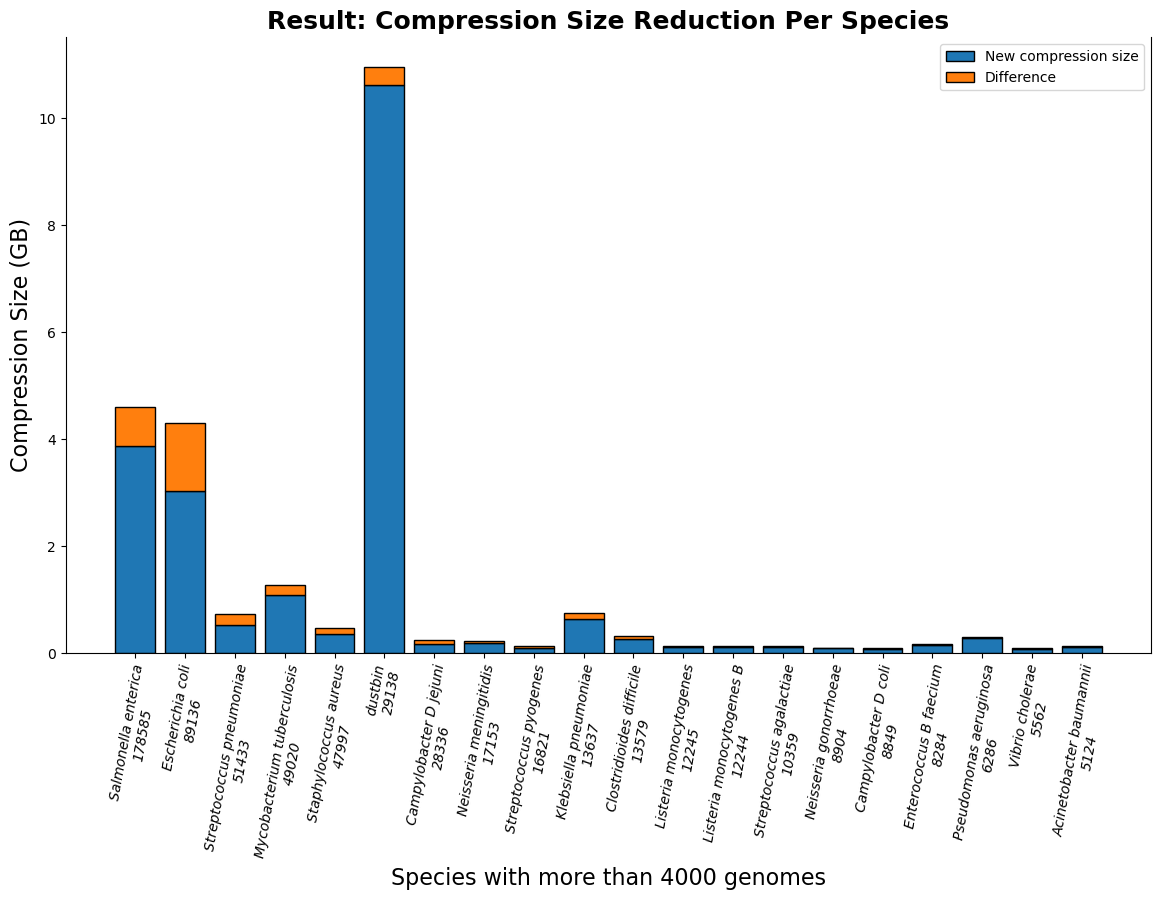 Result: Compression Size Reduction Per Species
New compression size
Difference
Compression Size (GB)
10
8
6
4
2
0
Salmonella enterica
178585
Escherichia coli
89136
Streptococcus pneumoniae
51433
Mycobacterium tuberculosis
49020
Staphylococcus aureus
47997
dustbin
29138
Campylobacter D jejuni
28336
Neisseria meningitidis
17153
Streptococcus pyogenes
16821
Klebsiella pneumoniae
13637
Clostridioides difficile
13579
Listeria monocytogenes
12245
Listeria monocytogenes B
12244
Streptococcus agalactiae
10359
Neisseria gonorrhoeae
8904
Campylobacter D coli
8849
Enterococcus B faecium
8284
Pseudomonas aeruginosa
6286
Vibrio cholerae
5562
Acinetobacter baumannii
5124
Species with more than 4000 genomes